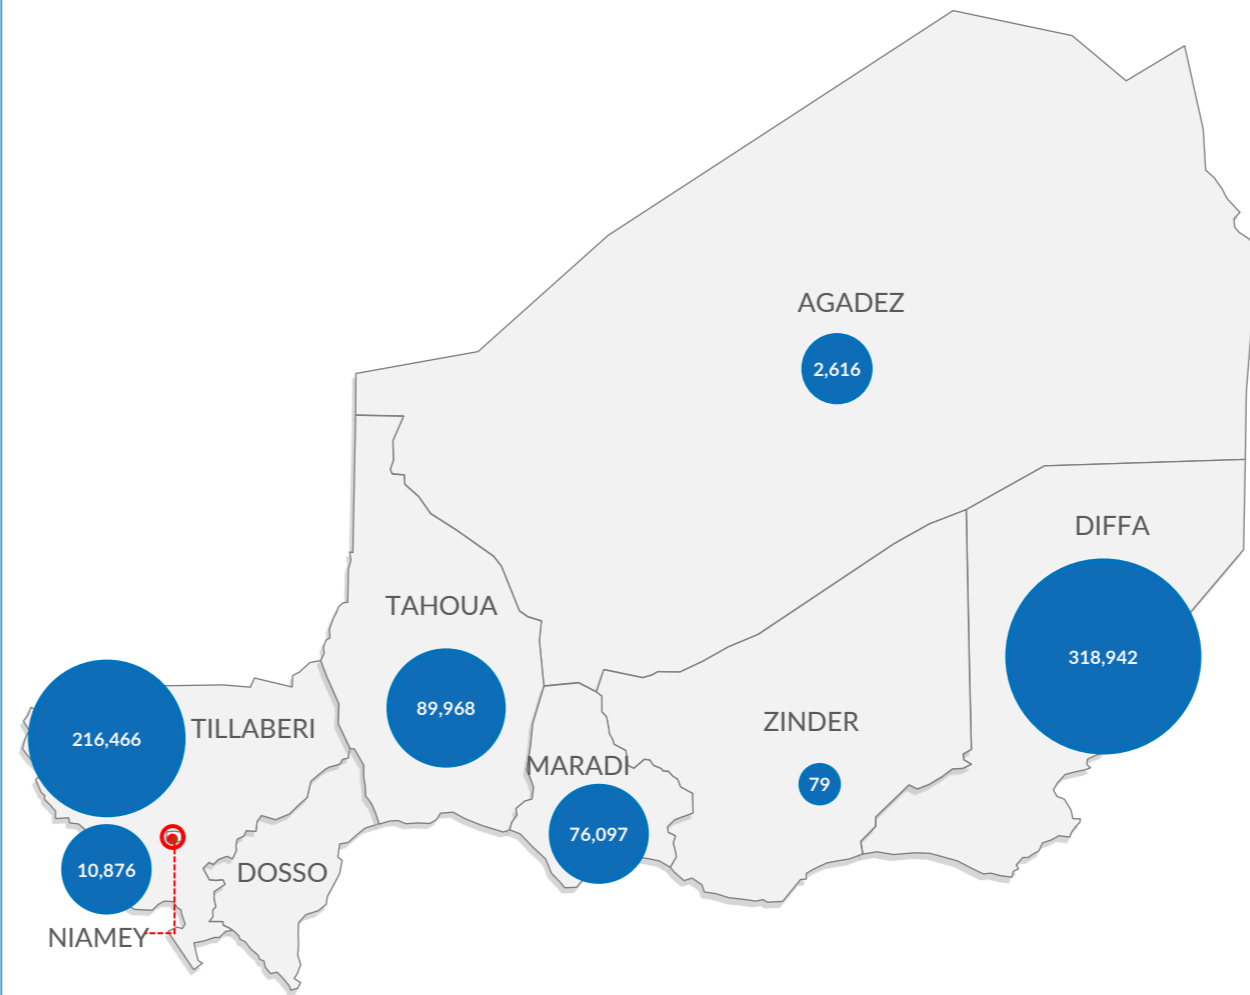 AGADEZ
2,616
DIFFA
318,942
TAHOUA
89,968
TILLABERI
216,466
ZINDER
79
MARADI
76,097
DOSSO
10,876
NIAMEY